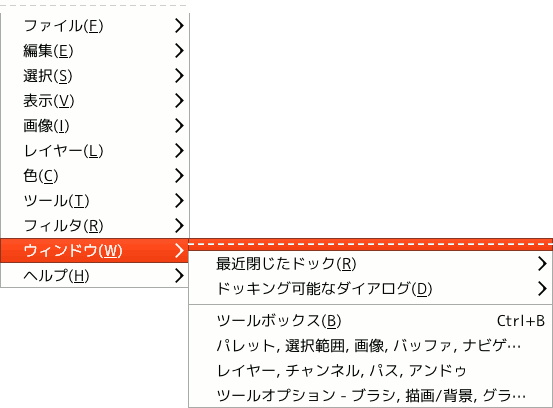 ファイル(F)
編集(E)
選択(S)
表示(V)
画像(I)
レイヤー(L)
色(C)
ツール(T)
フィルタ(R)
ウィンドウ(W)
ヘルプ(H)
最近閉じたドック(R)
ドッキング可能なダイアログ(D)
ツールボックス(B) Ctrl+B
パレット, 選択範囲, 画像, バッファ, ナビゲ…
レイヤー, チャンネル, パス, アンドゥ
ツールオプション - ブラシ, 描画/背景, グラ…